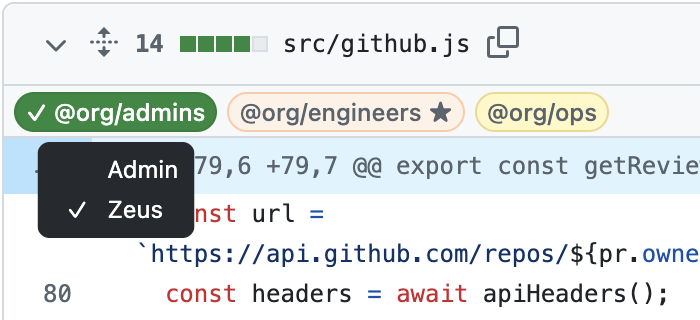 14 src/github.js
✓ @org/admins @org/engineers ★ @org/ops
Admin
✓ Zeus
79,6 +79,7 @@ export const getRevie
nst url =
`https://api.github.com/repos/${pr.owne
80 const headers = await apiHeaders();